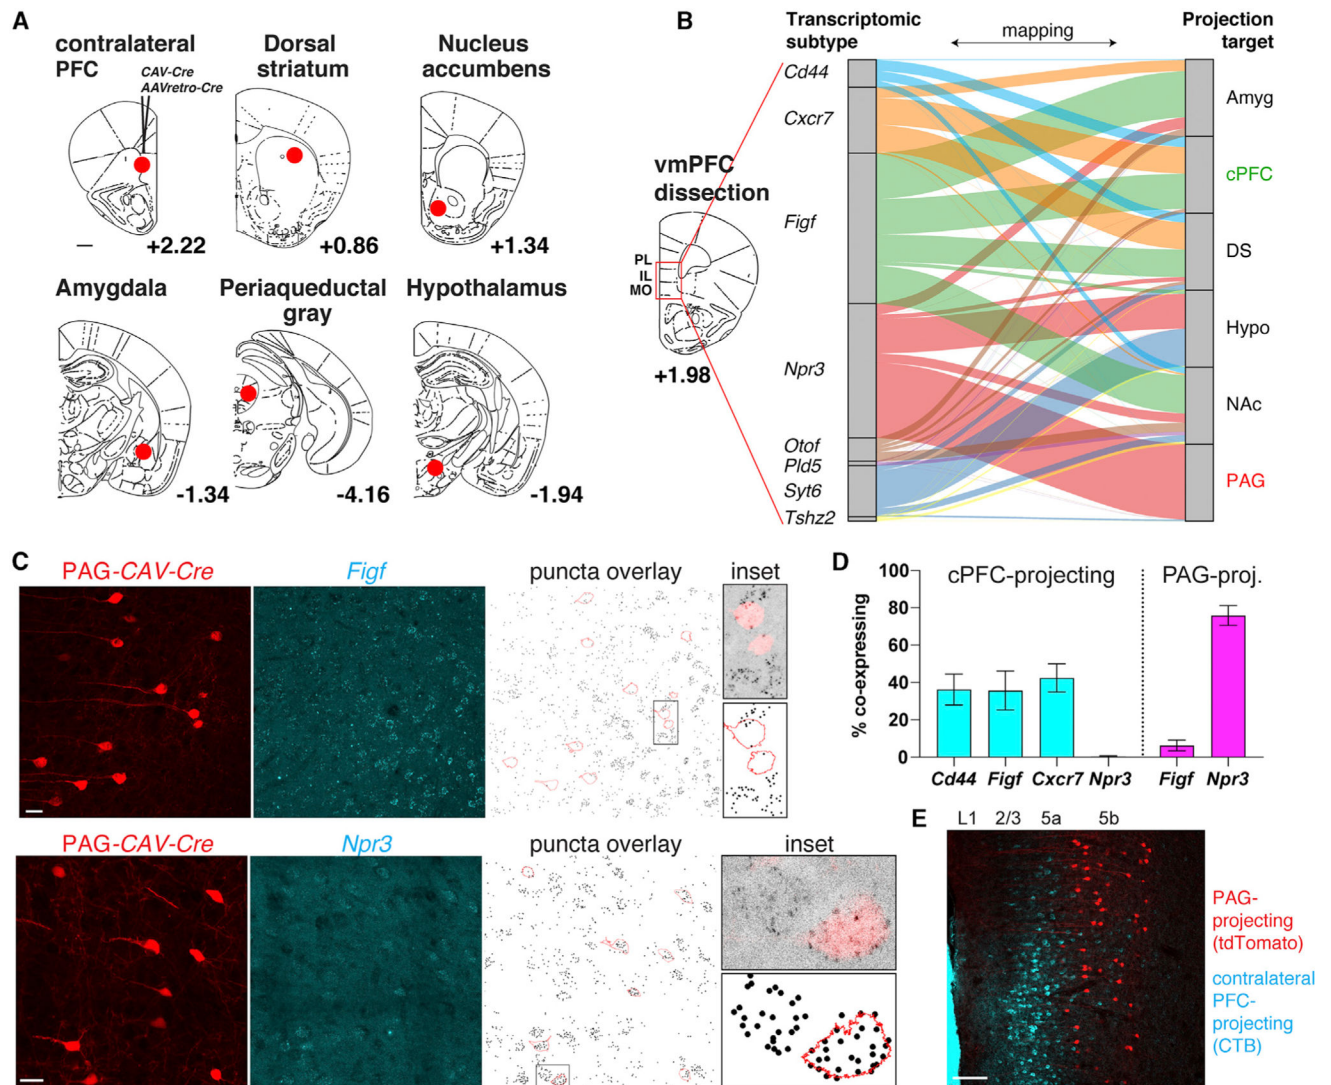 A
contralateral
PFC
CAV-Cre
AAVretro-Cre
+2.22
Dorsal
striatum
+0.86
Nucleus
accumbens
+1.34
Amygdala
-1.34
Periaqueductal
gray
-4.16
Hypothalamus
-1.94
B
Transcriptomic
subtype
mapping
Projection
target
vmPFC
dissection
PL
IL
MO
+1.98
Cd44
Cxcr7
Figf
Npr3
Otof
Pld5
Syt6
Tshz2
Amyg
cPFC
DS
Hypo
NAc
PAG
C
PAG-CAV-Cre
Figf
puncta overlay
inset
PAG-CAV-Cre
Npr3
puncta overlay
inset
D
% co-expressing
100
80
60
40
20
0
cPFC-projecting
PAG-proj.
Cd44 Figf Cxcr7 Npr3 Figf Npr3
E
L1 2/3 5a 5b
PAG-
projecting
(tdTomato)
contralateral
PFC-
projecting
(CTB)